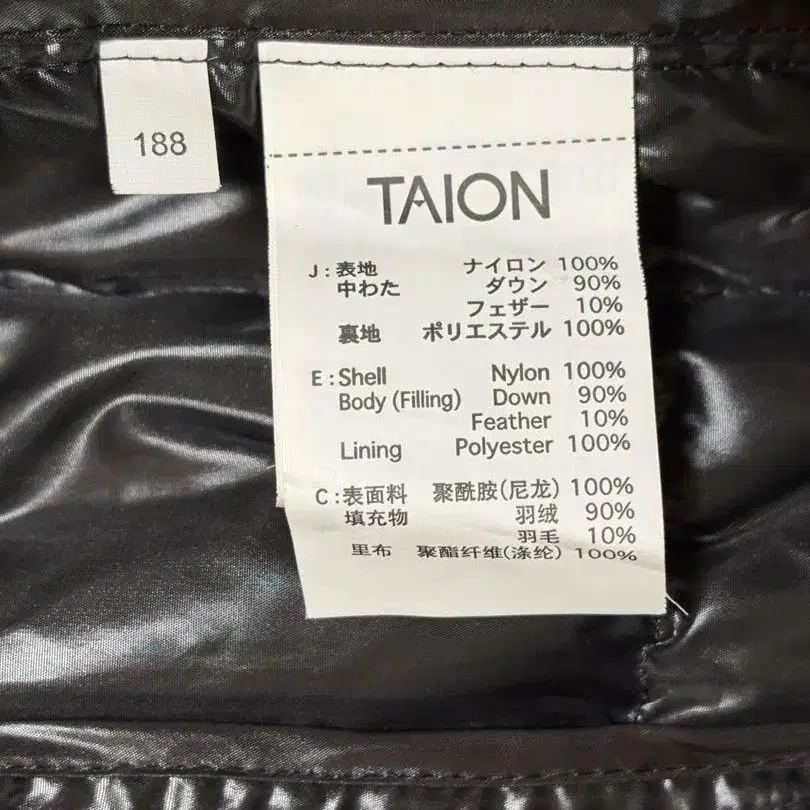 188
TAION
J : 表地 ナイロン 100%
中わた ダウン 90%
フェザー 10%
裏地 ポリエステル 100%
E : Shell Nylon 100%
Body (Filling) Down 90%
Feather 10%
Lining Polyester 100%
C : 表面料 聚酰胺(尼龙) 100%
填充物 羽绒 90%
羽毛 10%
里布 聚酯纤维(涤纶) 100%